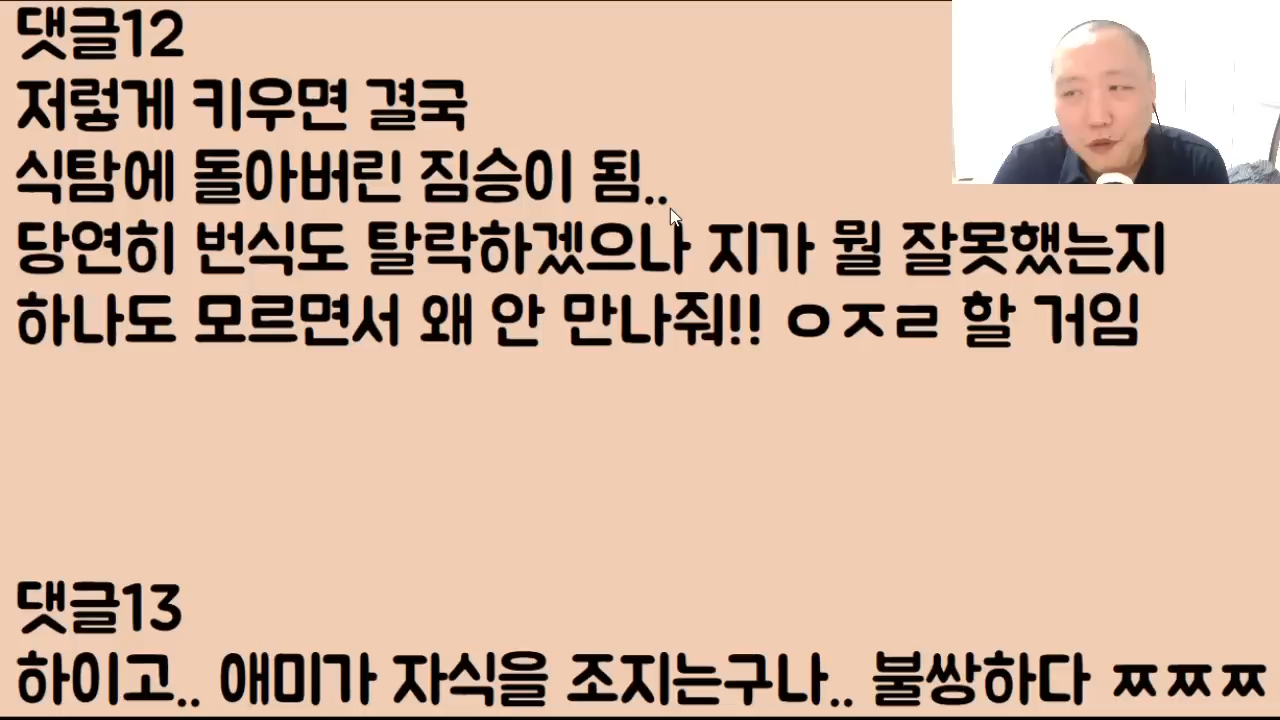 댓글12
저렇게 키우면 결국
식탐에 돌아버린 짐승이 됨..
당연히 번식도 탈락하겠으나 지가 뭘 잘못했는지
하나도 모르면서 왜 안 만나줘!! ㅇㅈㄹ 할 거임
댓글13
하이고.. 애미가 자식을 조지는구나.. 불쌍하다 ㅉㅉㅉ